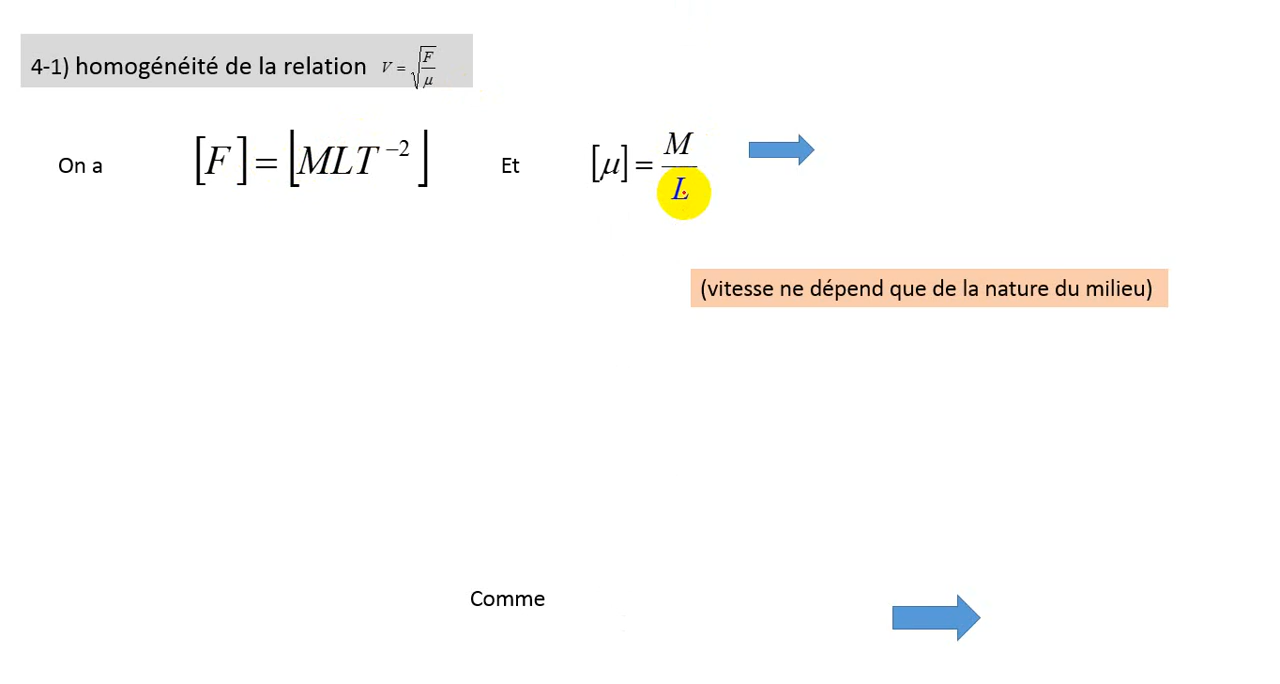 4-1) homogénéité de la relation V = √(F/μ)
On a [F] = ⌊MLT⁻²⌋ Et [μ] = M/L
(vitesse ne dépend que de la nature du milieu)
Comme